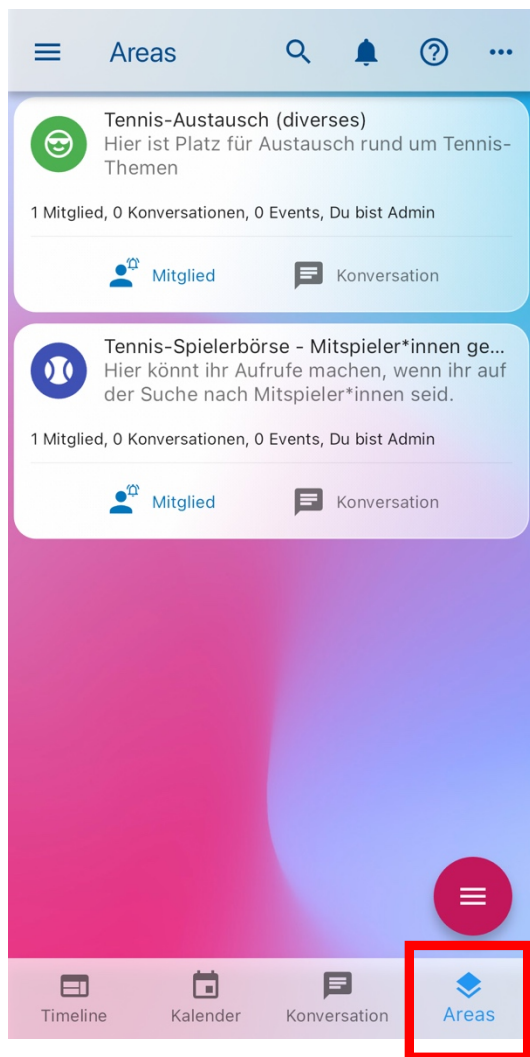 Areas
Tennis-Austausch (diverses)
Hier ist Platz für Austausch rund um Tennis-
Themen
1 Mitglied, 0 Konversationen, 0 Events, Du bist Admin
Mitglied Konversation
Tennis-Spielerbörse - Mitspieler*innen ge...
Hier könnt ihr Aufrufe machen, wenn ihr auf
der Suche nach Mitspieler*innen seid.
1 Mitglied, 0 Konversationen, 0 Events, Du bist Admin
Mitglied Konversation
Timeline Kalender Konversation Areas